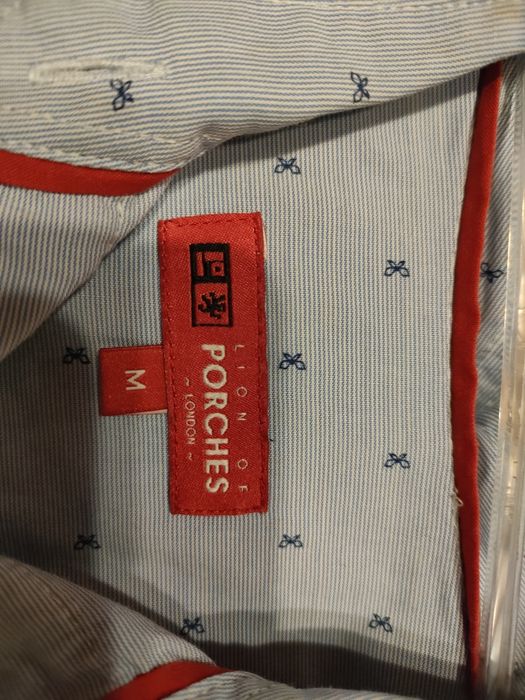 LION OF
PORCHES
~ LONDON ~
M